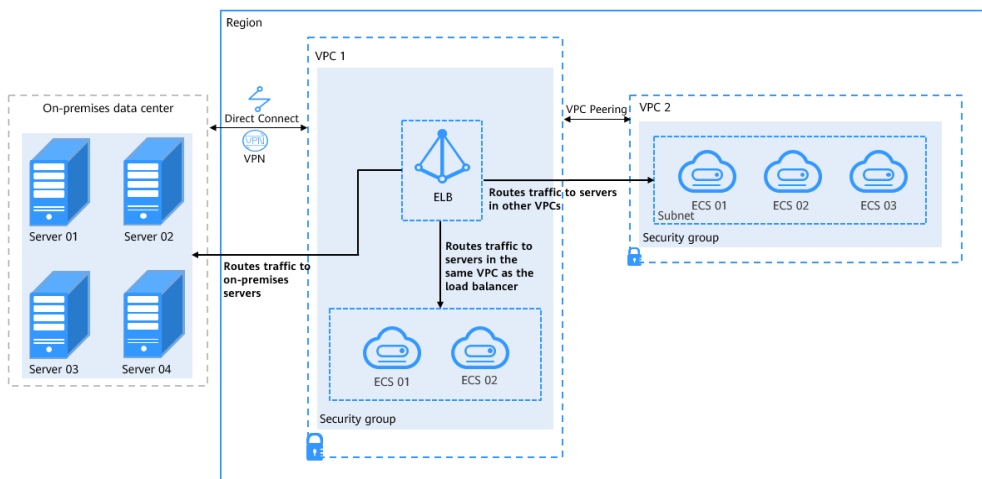 Region
VPC 1
On-premises data center
Direct Connect
VPN
VPN
VPC Peering
VPC 2
ELB
Routes traffic to servers
in other VPCs
ECS 01
ECS 02
ECS 03
Subnet
Security group
Server 01
Server 02
Routes traffic to
servers in the
same VPC as the
load balancer
Routes traffic to
on-premises
servers
Server 03
Server 04
ECS 01
ECS 02
Security group